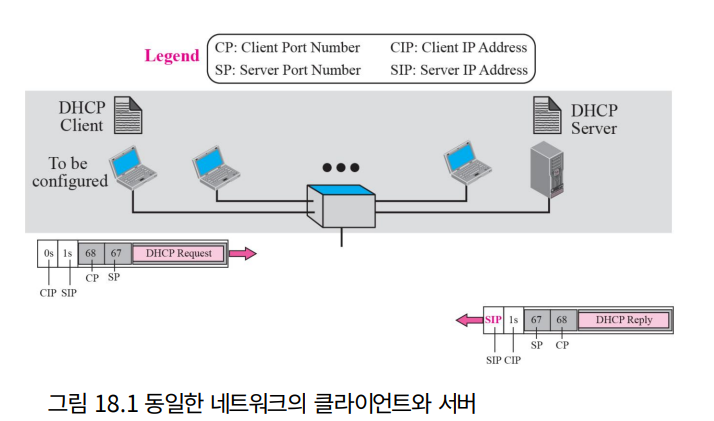 Legend
CP: Client Port Number CIP: Client IP Address
SP: Server Port Number SIP: Server IP Address
DHCP
Client
DHCP
Server
To be
configured
0s 1s 68 67 DHCP Request
CP SP
CIP SIP
SIP 1s 67 68 DHCP Reply
SP CP
SIP CIP
그림 18.1 동일한 네트워크의 클라이언트와 서버